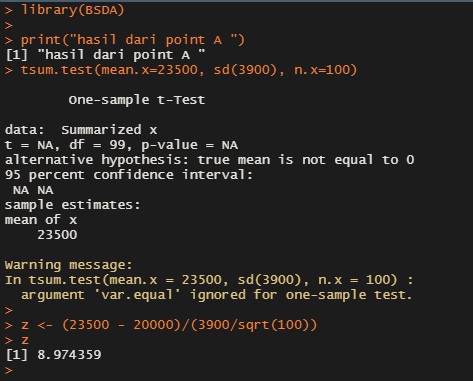 > library(BSDA)
>
> print("hasil dari point A ")
[1] "hasil dari point A "
> tsum.test(mean.x=23500, sd(3900), n.x=100)
One-sample t-Test
data:  Summarized x
t = NA, df = 99, p-value = NA
alternative hypothesis: true mean is not equal to 0
95 percent confidence interval:
NA NA
sample estimates:
mean of x
23500
Warning message:
In tsum.test(mean.x = 23500, sd(3900), n.x = 100) :
argument 'var.equal' ignored for one-sample test.
>
> z <- (23500 - 20000)/(3900/sqrt(100))
> z
[1] 8.974359
>